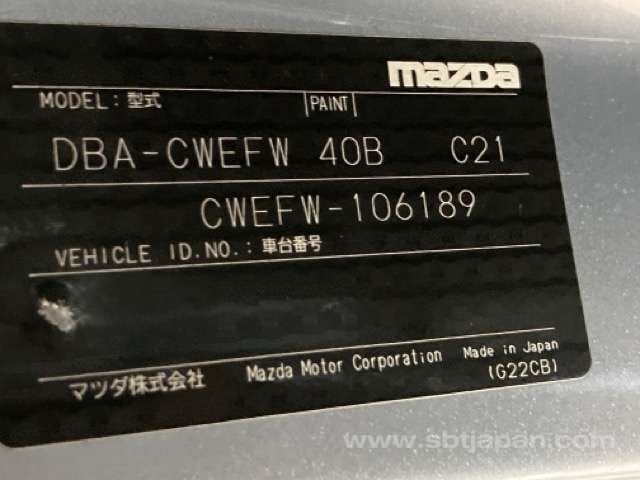 mazda
MODEL: 型式 |PAINT|
DBA-CWEFW 40B C21
CWEFW-106189
VEHICLE ID.NO.: 車台番号
マツダ株式会社 Mazda Motor Corporation Made in Japan
(G22CB)
www.sbtjapan.com